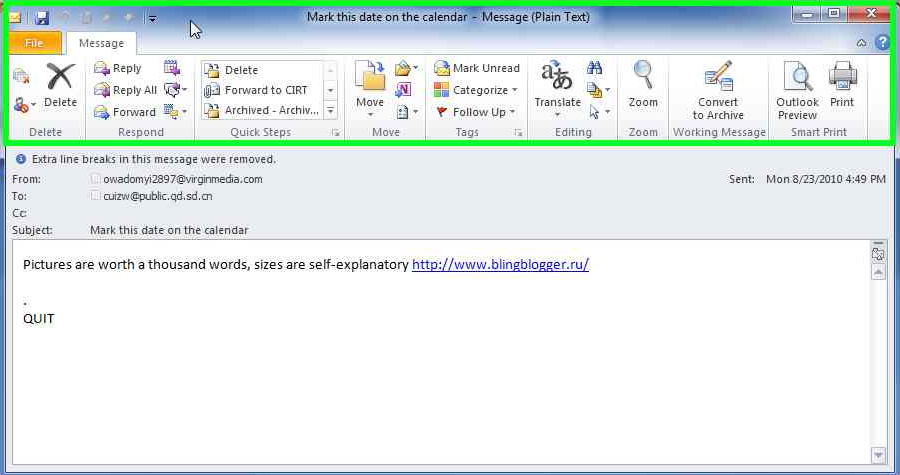 Mark this date on the calendar - Message (Plain Text)
File Message
Delete
Reply
Reply All
Forward
Delete
Forward to CIRT
Archived - Archiv...
Move
Mark Unread
Categorize
Follow Up
Translate
Zoom
Convert
to Archive
Outlook
Preview
Print
Delete Respond Quick Steps Move Tags Editing Zoom Working Message Smart Print
Extra line breaks in this message were removed.
From: owadomyi2897@virginmedia.com Sent: Mon 8/23/2010 4:49 PM
To: cuizw@public.qd.sd.cn
Cc:
Subject: Mark this date on the calendar
Pictures are worth a thousand words, sizes are self-explanatory http://www.blingblogger.ru/
.
QUIT